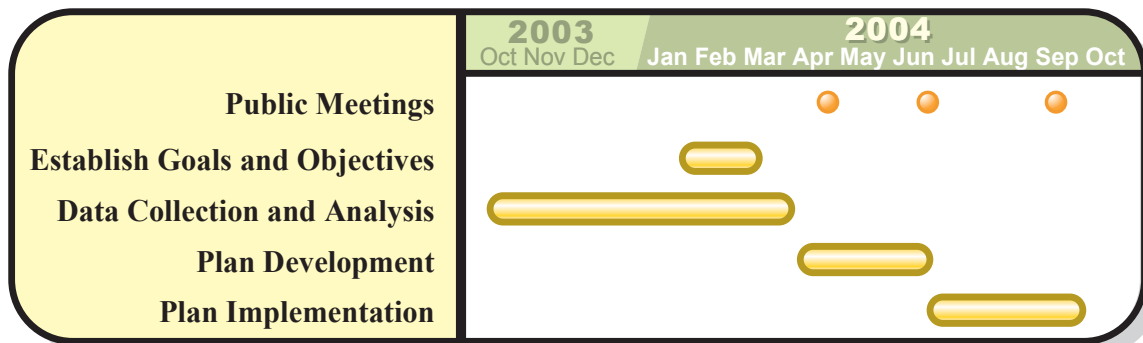 2003 2004
Oct Nov Dec Jan Feb Mar Apr May Jun Jul Aug Sep Oct
Public Meetings
Establish Goals and Objectives
Data Collection and Analysis
Plan Development
Plan Implementation